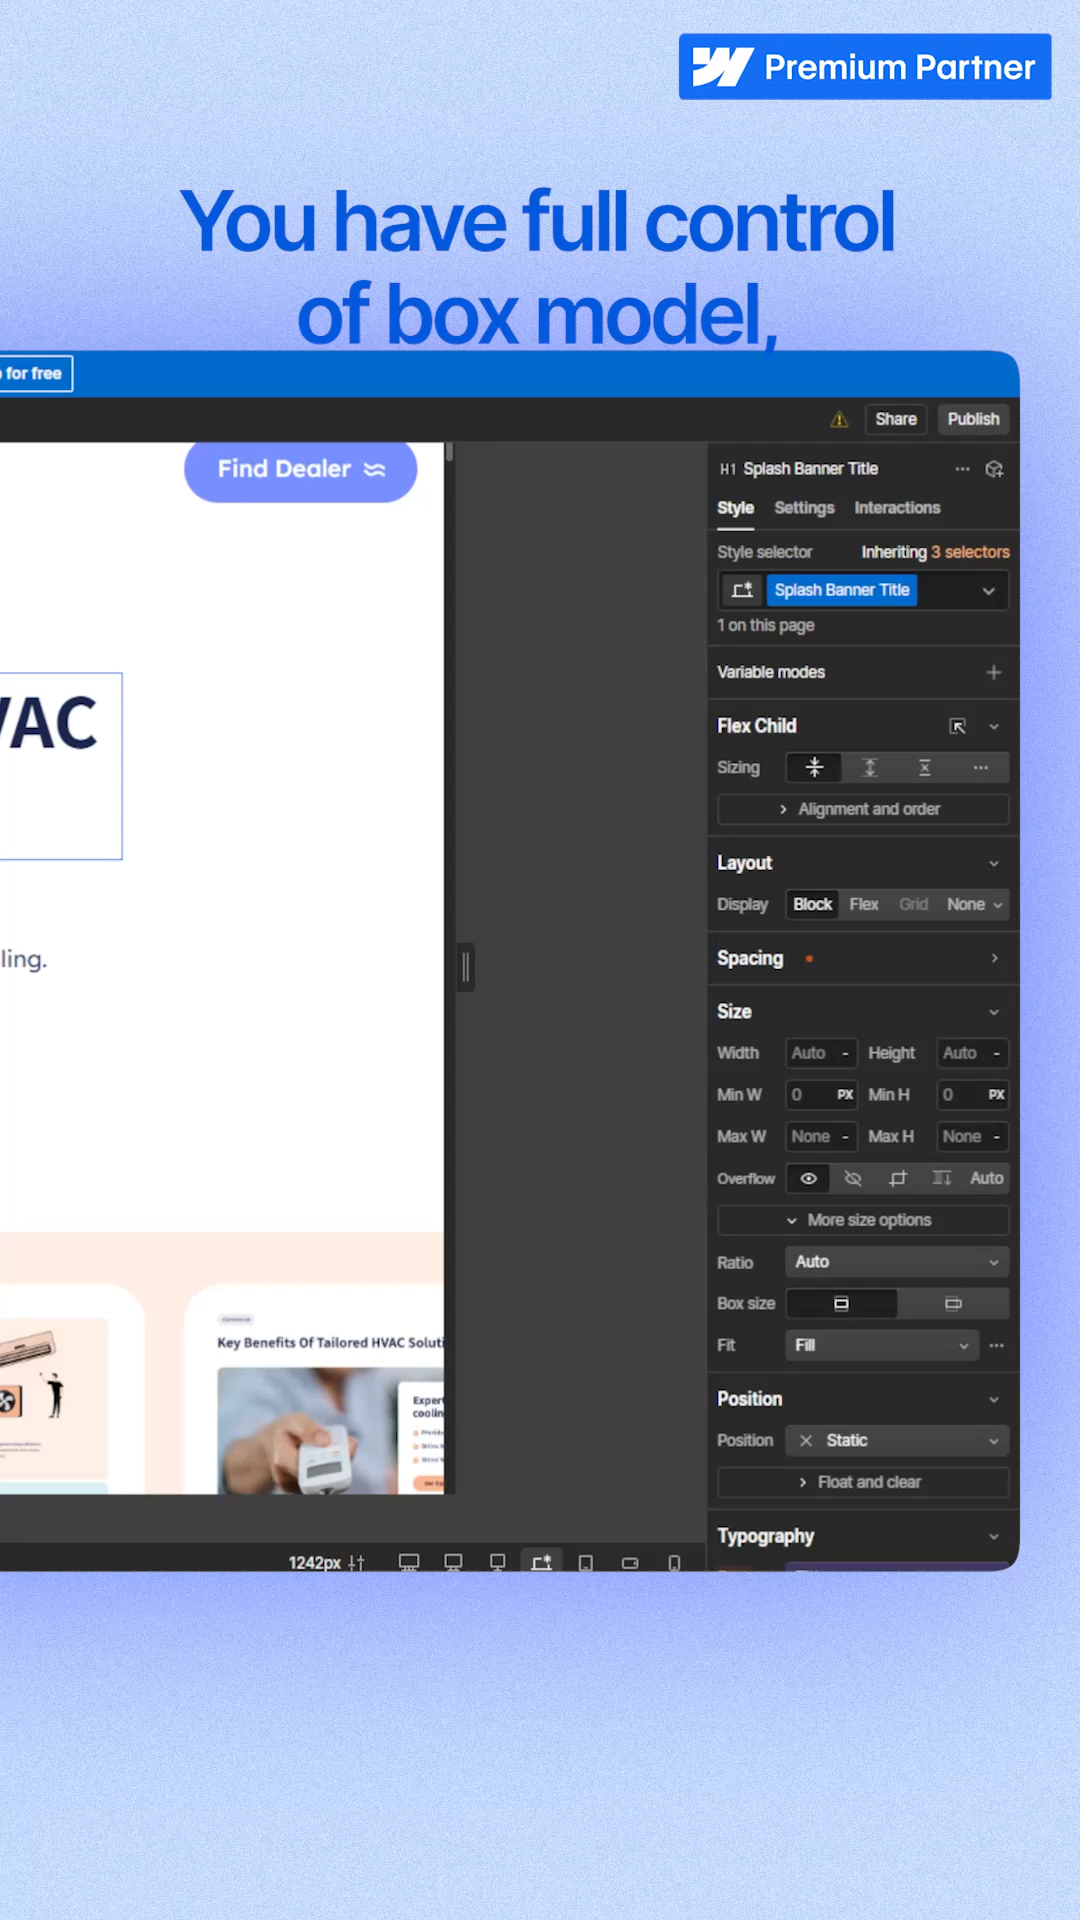 Premium Partner
You have full control
of box model,
for free
Share
Publish
Find Dealer
H1 Splash Banner Title
Style Settings Interactions
Style selector Inheriting 3 selectors
Splash Banner Title
1 on this page
Variable modes
VAC
Flex Child
Sizing
Alignment and order
Layout
Display Block Flex Grid None
ling.
Spacing
Size
Width Auto - Height Auto -
Min W 0 PX Min H 0 PX
Max W None - Max H None -
Overflow Auto
More size options
Ratio Auto
Box size
Fit Fill
Commercial
Key Benefits Of Tailored HVAC Soluti
Expert
coolin
Position
Position Static
Float and clear
Typography
1242px